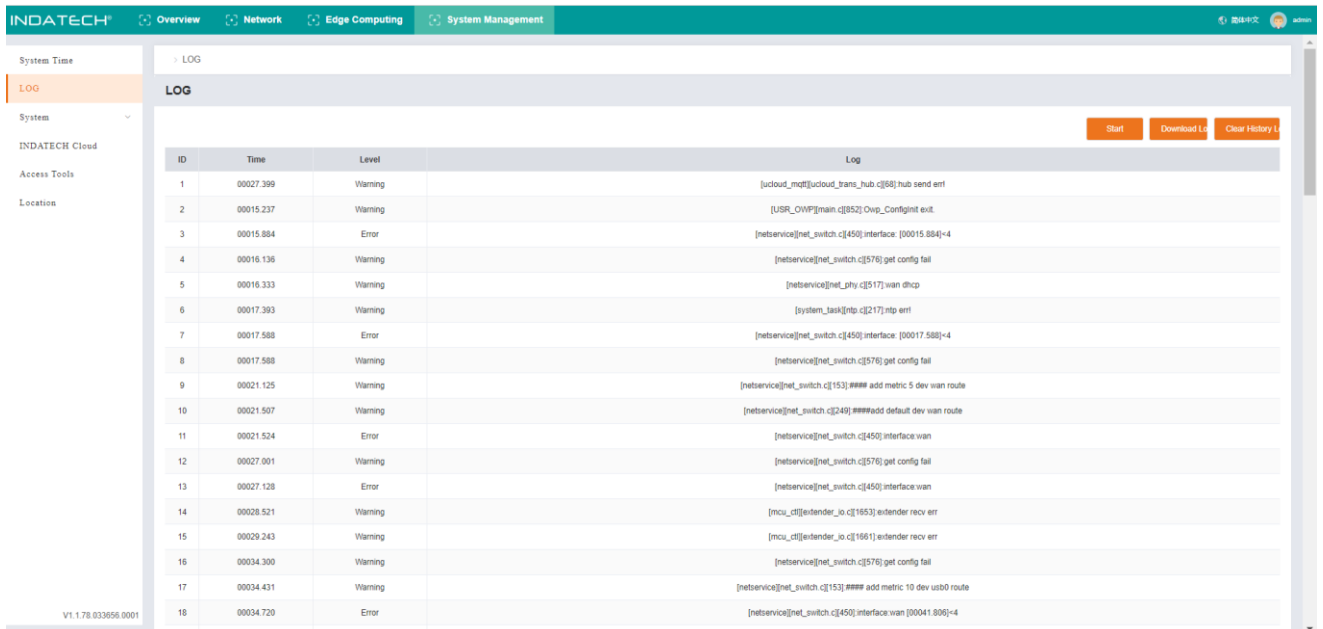 INDATECH® Overview Network Edge Computing System Management 简体中文 admin
System Time
LOG
System
INDATECH Cloud
Access Tools
Location
V1.1.78.033656.0001
> LOG
LOG
Start Download Lo Clear History L
ID Time Level Log
1 00027.399 Warning [ucloud_mqtt][ucloud_trans_hub.c][68]:hub send err!
2 00015.237 Warning [USR_OWP][main.c][852]:Owp_ConfigInit exit.
3 00015.884 Error [netservice][net_switch.c][450]:interface: [00015.884]<4
4 00016.136 Warning [netservice][net_switch.c][576]:get config fail
5 00016.333 Warning [netservice][net_phy.c][517]:wan dhcp
6 00017.393 Warning [system_task][ntp.c][217]:ntp err!
7 00017.588 Error [netservice][net_switch.c][450]:interface: [00017.588]<4
8 00017.588 Warning [netservice][net_switch.c][576]:get config fail
9 00021.125 Warning [netservice][net_switch.c][153]:#### add metric 5 dev wan route
10 00021.507 Warning [netservice][net_switch.c][249]:####add default dev wan route
11 00021.524 Error [netservice][net_switch.c][450]:interface:wan
12 00027.001 Warning [netservice][net_switch.c][576]:get config fail
13 00027.128 Error [netservice][net_switch.c][450]:interface:wan
14 00028.521 Warning [mcu_ctl][extender_io.c][1653]:extender recv err
15 00029.243 Warning [mcu_ctl][extender_io.c][1661]:extender recv err
16 00034.300 Warning [netservice][net_switch.c][576]:get config fail
17 00034.431 Warning [netservice][net_switch.c][153]:#### add metric 10 dev usb0 route
18 00034.720 Error [netservice][net_switch.c][450]:interface:wan [00041.806]<4